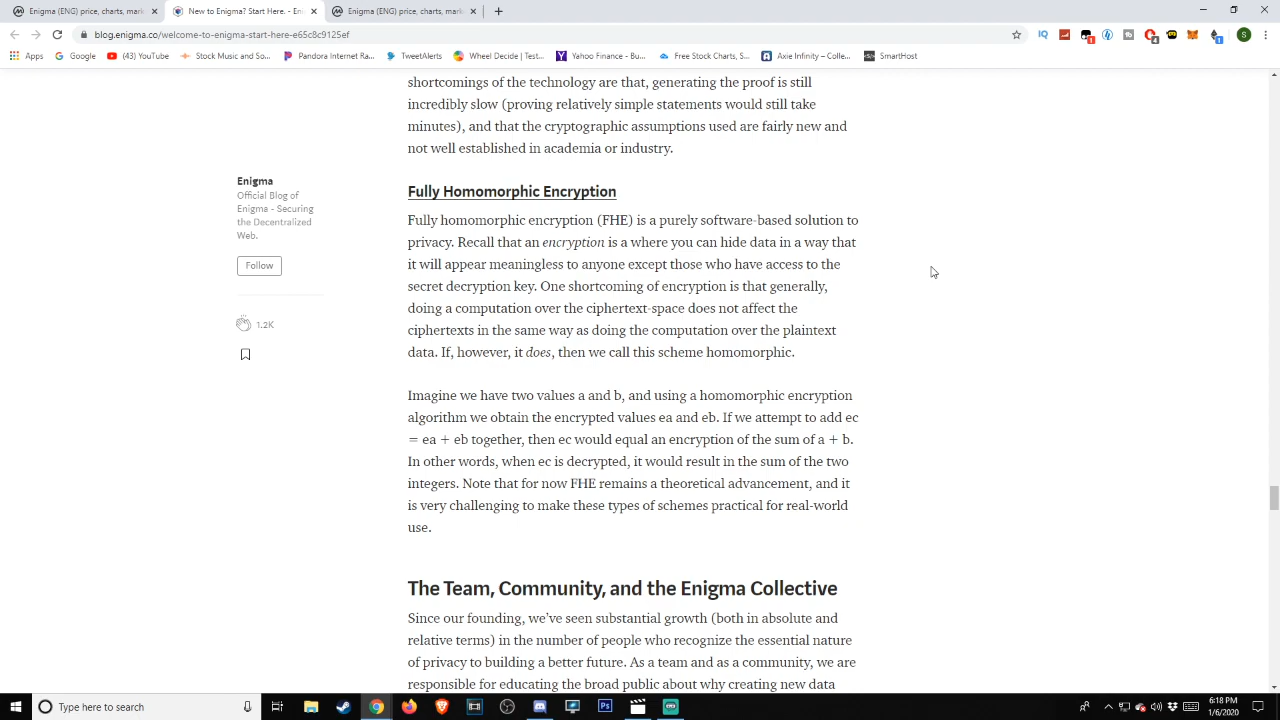 Enigma (ENG) price, charts, mark
New to Enigma? Start Here. - Eni
Enigma (ENG) price, charts, mark
blog.enigma.co/welcome-to-enigma-start-here-e65c8c9125ef
Apps
Google
(43) YouTube
Stock Music and So...
Pandora Internet Ra...
TweetAlerts
Wheel Decide | Test...
Yahoo Finance - Bu...
Free Stock Charts, S...
Axie Infinity – Colle...
SmartHost
shortcomings of the technology are that, generating the proof is still
incredibly slow (proving relatively simple statements would still take
minutes), and that the cryptographic assumptions used are fairly new and
not well established in academia or industry.
Enigma
Official Blog of
Enigma - Securing
the Decentralized
Web.
Follow
1.2K
Fully Homomorphic Encryption
Fully homomorphic encryption (FHE) is a purely software-based solution to
privacy. Recall that an encryption is a where you can hide data in a way that
it will appear meaningless to anyone except those who have access to the
secret decryption key. One shortcoming of encryption is that generally,
doing a computation over the ciphertext-space does not affect the
ciphertexts in the same way as doing the computation over the plaintext
data. If, however, it does, then we call this scheme homomorphic.
Imagine we have two values a and b, and using a homomorphic encryption
algorithm we obtain the encrypted values ea and eb. If we attempt to add ec
= ea + eb together, then ec would equal an encryption of the sum of a + b.
In other words, when ec is decrypted, it would result in the sum of the two
integers. Note that for now FHE remains a theoretical advancement, and it
is very challenging to make these types of schemes practical for real-world
use.
The Team, Community, and the Enigma Collective
Since our founding, we've seen substantial growth (both in absolute and
relative terms) in the number of people who recognize the essential nature
of privacy to building a better future. As a team and as a community, we are
responsible for educating the broad public about why creating new data
Type here to search
6:18 PM
1/6/2020